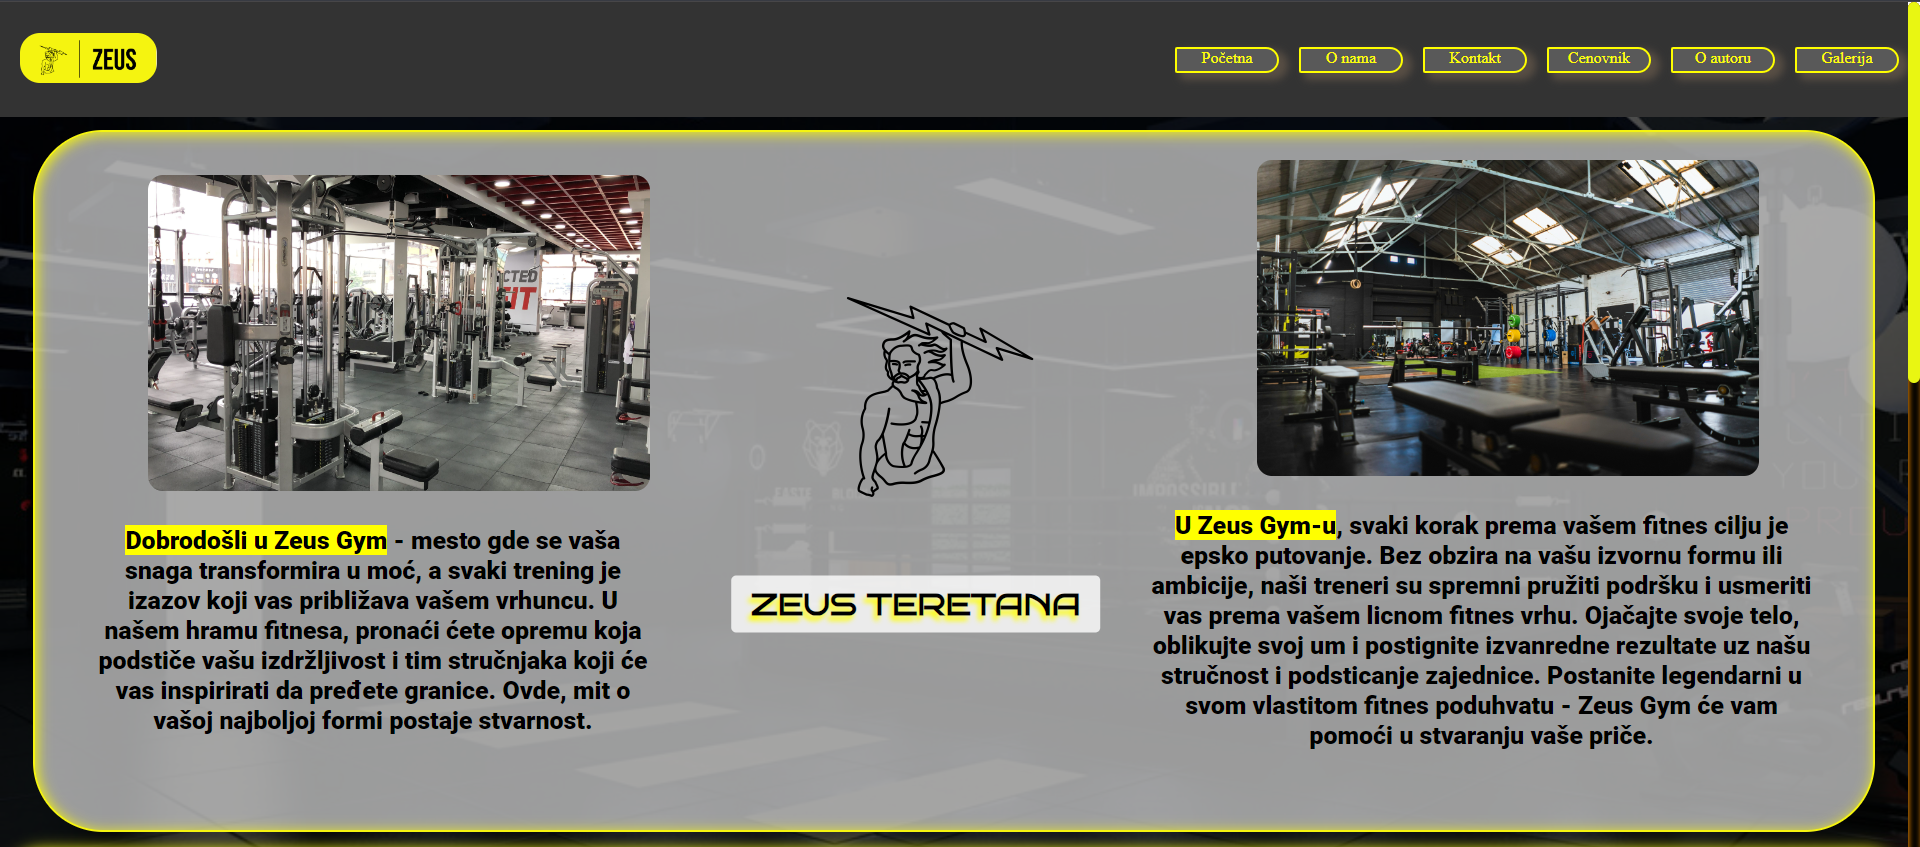 ZEUS
Početna
O nama
Kontakt
Cenovnik
O autoru
Galerija
CTED
IT
Dobrodošli u Zeus Gym - mesto gde se vaša
snaga transformira u moć, a svaki trening je
izazov koji vas približava vašem vrhuncu. U
našem hramu fitnesa, pronaći ćete opremu koja
podstiče vašu izdržljivost i tim stručnjaka koji će
vas inspirirati da pređete granice. Ovde, mit o
vašoj najboljoj formi postaje stvarnost.
ZEUS TERETANA
U Zeus Gym-u, svaki korak prema vašem fitnes cilju je
epsko putovanje. Bez obzira na vašu izvornu formu ili
ambicije, naši treneri su spremni pružiti podršku i usmeriti
vas prema vašem licnom fitnes vrhu. Ojačajte svoje telo,
oblikujte svoj um i postignite izvanredne rezultate uz našu
stručnost i podsticanje zajednice. Postanite legendarni u
svom vlastitom fitnes poduhvatu - Zeus Gym će vam
pomoći u stvaranju vaše priče.